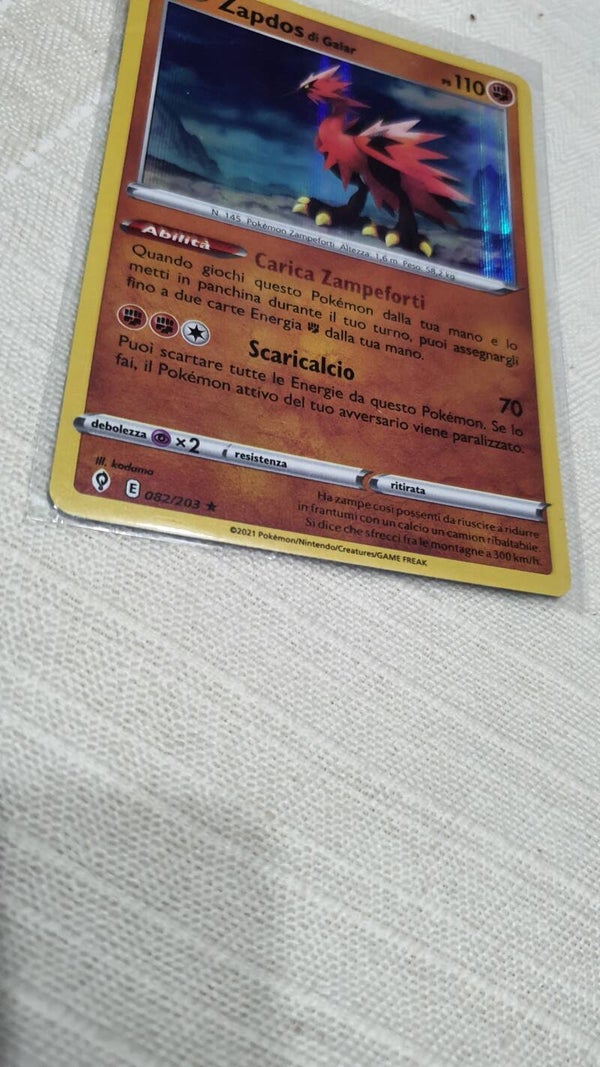 Zapdos di Galar
PS 110
N. 145 Pokémon Zampeforti Altezza: 1,6 m Peso: 58,2 kg
Abilità Carica Zampeforti
Quando giochi questo Pokémon dalla tua mano e lo
metti in panchina durante il tuo turno, puoi assegnargli
fino a due carte Energia dalla tua mano.
Scaricalcio 70
Puoi scartare tutte le Energie da questo Pokémon. Se lo
fai, il Pokémon attivo del tuo avversario viene paralizzato.
debolezza ×2 resistenza ritirata
Ill. kodama
E 082/203 ★
Ha zampe così possenti da riuscire a ridurre
in frantumi con un calcio un camion ribaltabile.
Si dice che sfrecci fra le montagne a 300 km/h.
©2021 Pokémon/Nintendo/Creatures/GAME FREAK